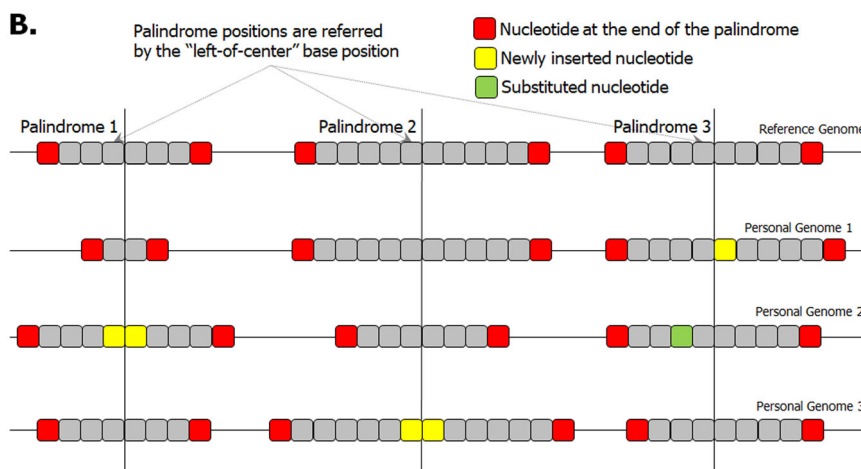 B.
Palindrome positions are referred
by the “left-of-center” base position
Nucleotide at the end of the palindrome
Newly inserted nucleotide
Substituted nucleotide
Palindrome 1
Palindrome 2
Palindrome 3
Reference Genome
Personal Genome 1
Personal Genome 2
Personal Genome 3